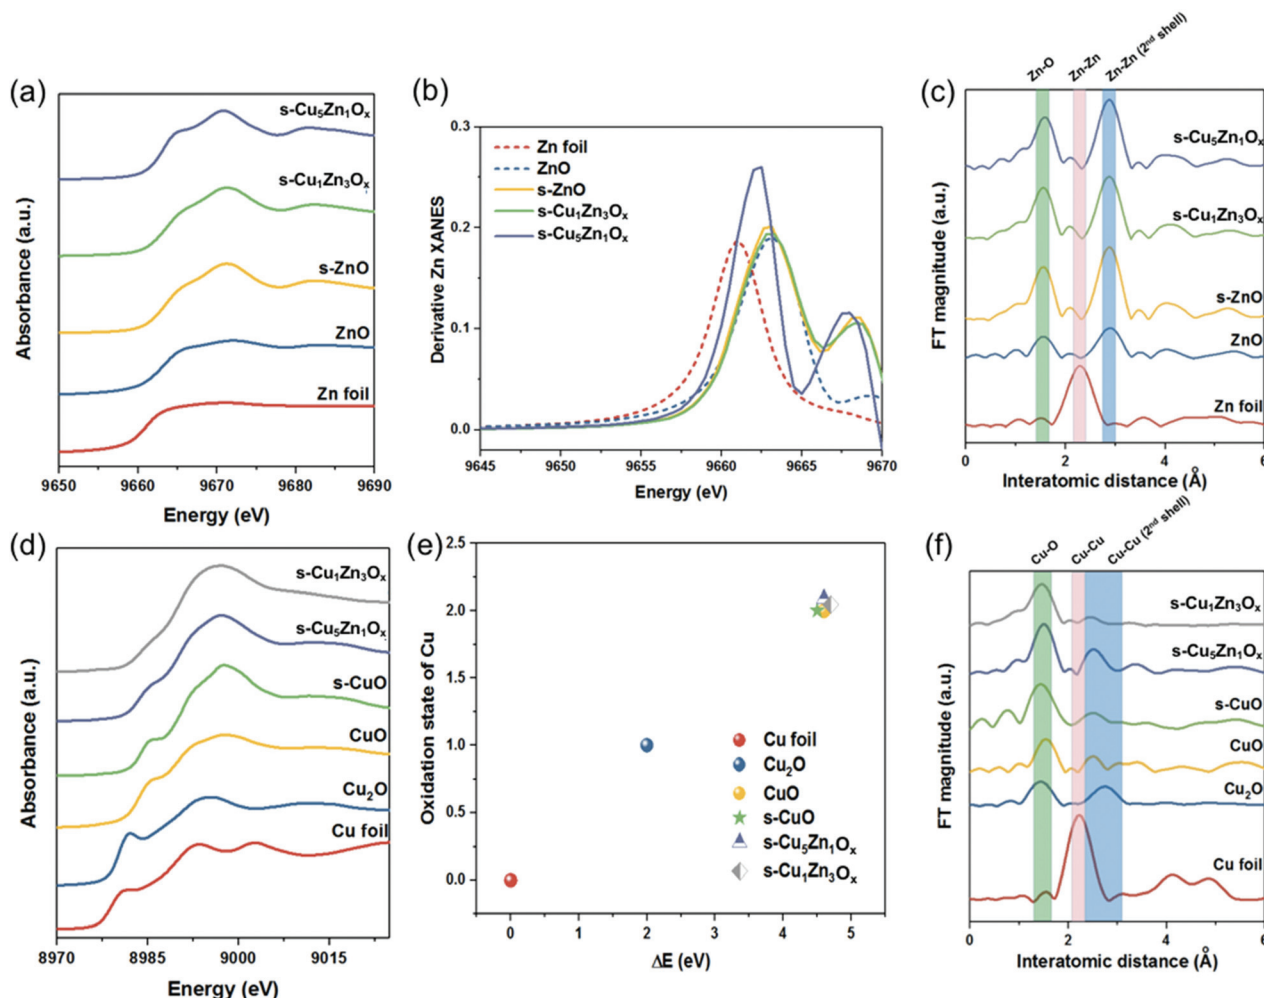 (a)
s-Cu₅Zn₁Oₓ
s-Cu₁Zn₃Oₓ
s-ZnO
ZnO
Zn foil
Absorbance (a.u.)
9650 9660 9670 9680 9690
Energy (eV)
(b)
0.3
0.2
0.1
0.0
Derivative Zn XANES
Zn foil
ZnO
s-ZnO
s-Cu₁Zn₃Oₓ
s-Cu₅Zn₁Oₓ
9645 9650 9655 9660 9665 9670
Energy (eV)
(c)
Zn-O
Zn-Zn
Zn-Zn (2nd shell)
s-Cu₅Zn₁Oₓ
s-Cu₁Zn₃Oₓ
s-ZnO
ZnO
Zn foil
FT magnitude (a.u.)
0 2 4 6
Interatomic distance (Å)
(d)
s-Cu₁Zn₃Oₓ
s-Cu₅Zn₁Oₓ
s-CuO
CuO
Cu₂O
Cu foil
Absorbance (a.u.)
8970 8985 9000 9015
Energy (eV)
(e)
2.5
2.0
1.5
1.0
0.5
0.0
Oxidation state of Cu
Cu foil
Cu₂O
CuO
s-CuO
s-Cu₅Zn₁Oₓ
s-Cu₁Zn₃Oₓ
0 1 2 3 4 5
ΔE (eV)
(f)
Cu-O
Cu-Cu
Cu-Cu (2nd shell)
s-Cu₁Zn₃Oₓ
s-Cu₅Zn₁Oₓ
s-CuO
CuO
Cu₂O
Cu foil
FT magnitude (a.u.)
0 2 4 6
Interatomic distance (Å)